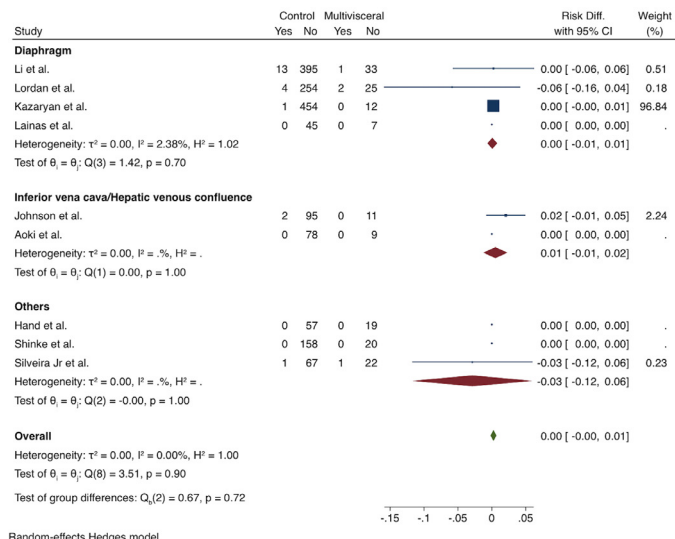 Control Multivisceral Risk Diff. Weight
Study Yes No Yes No with 95% CI (%)
Diaphragm
Li et al. 13 395 1 33 0.00 [ -0.06, 0.06] 0.51
Lordan et al. 4 254 2 25 -0.06 [ -0.16, 0.04] 0.18
Kazaryan et al. 1 454 0 12 0.00 [ -0.00, 0.01] 96.84
Lainas et al. 0 45 0 7 0.00 [ 0.00, 0.00] .
Heterogeneity: τ² = 0.00, I² = 2.38%, H² = 1.02 0.00 [ -0.01, 0.01]
Test of θᵢ = θⱼ: Q(3) = 1.42, p = 0.70
Inferior vena cava/Hepatic venous confluence
Johnson et al. 2 95 0 11 0.02 [ -0.01, 0.05] 2.24
Aoki et al. 0 78 0 9 0.00 [ 0.00, 0.00] .
Heterogeneity: τ² = 0.00, I² = .%, H² = . 0.01 [ -0.01, 0.02]
Test of θᵢ = θⱼ: Q(1) = 0.00, p = 1.00
Others
Hand et al. 0 57 0 19 0.00 [ 0.00, 0.00] .
Shinke et al. 0 158 0 20 0.00 [ 0.00, 0.00] .
Silveira Jr et al. 1 67 1 22 -0.03 [ -0.12, 0.06] 0.23
Heterogeneity: τ² = 0.00, I² = .%, H² = . -0.03 [ -0.12, 0.06]
Test of θᵢ = θⱼ: Q(2) = -0.00, p = 1.00
Overall 0.00 [ -0.00, 0.01]
Heterogeneity: τ² = 0.00, I² = 0.00%, H² = 1.00
Test of θᵢ = θⱼ: Q(8) = 3.51, p = 0.90
Test of group differences: Q_b(2) = 0.67, p = 0.72
-.15 -.1 -.05 0 .05
Random-effects Hedges model